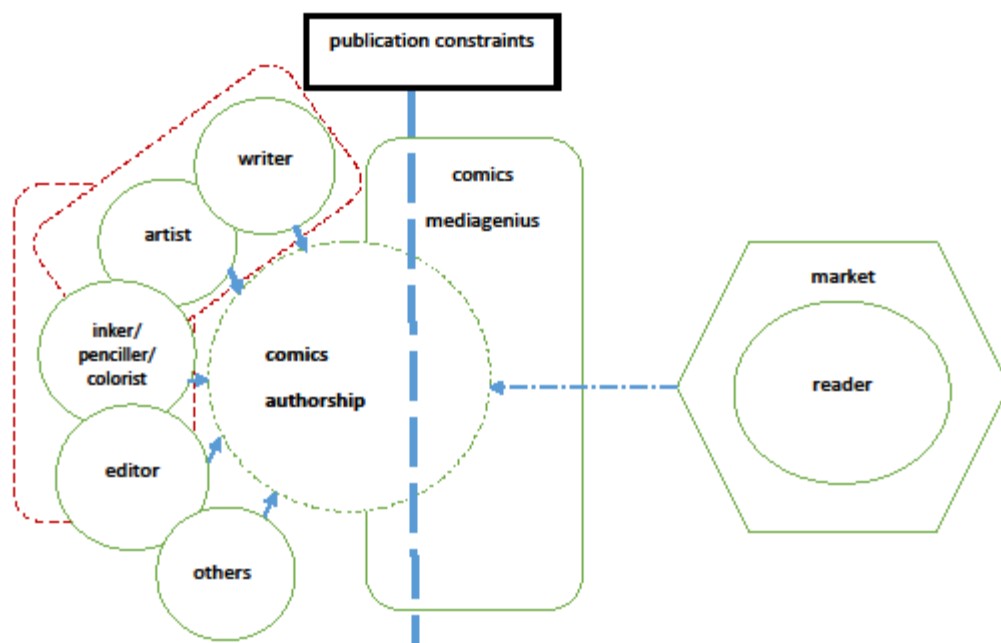 publication constraints
writer
comics
mediagenius
artist
market
inker/
penciller/
colorist
comics
authorship
reader
editor
others